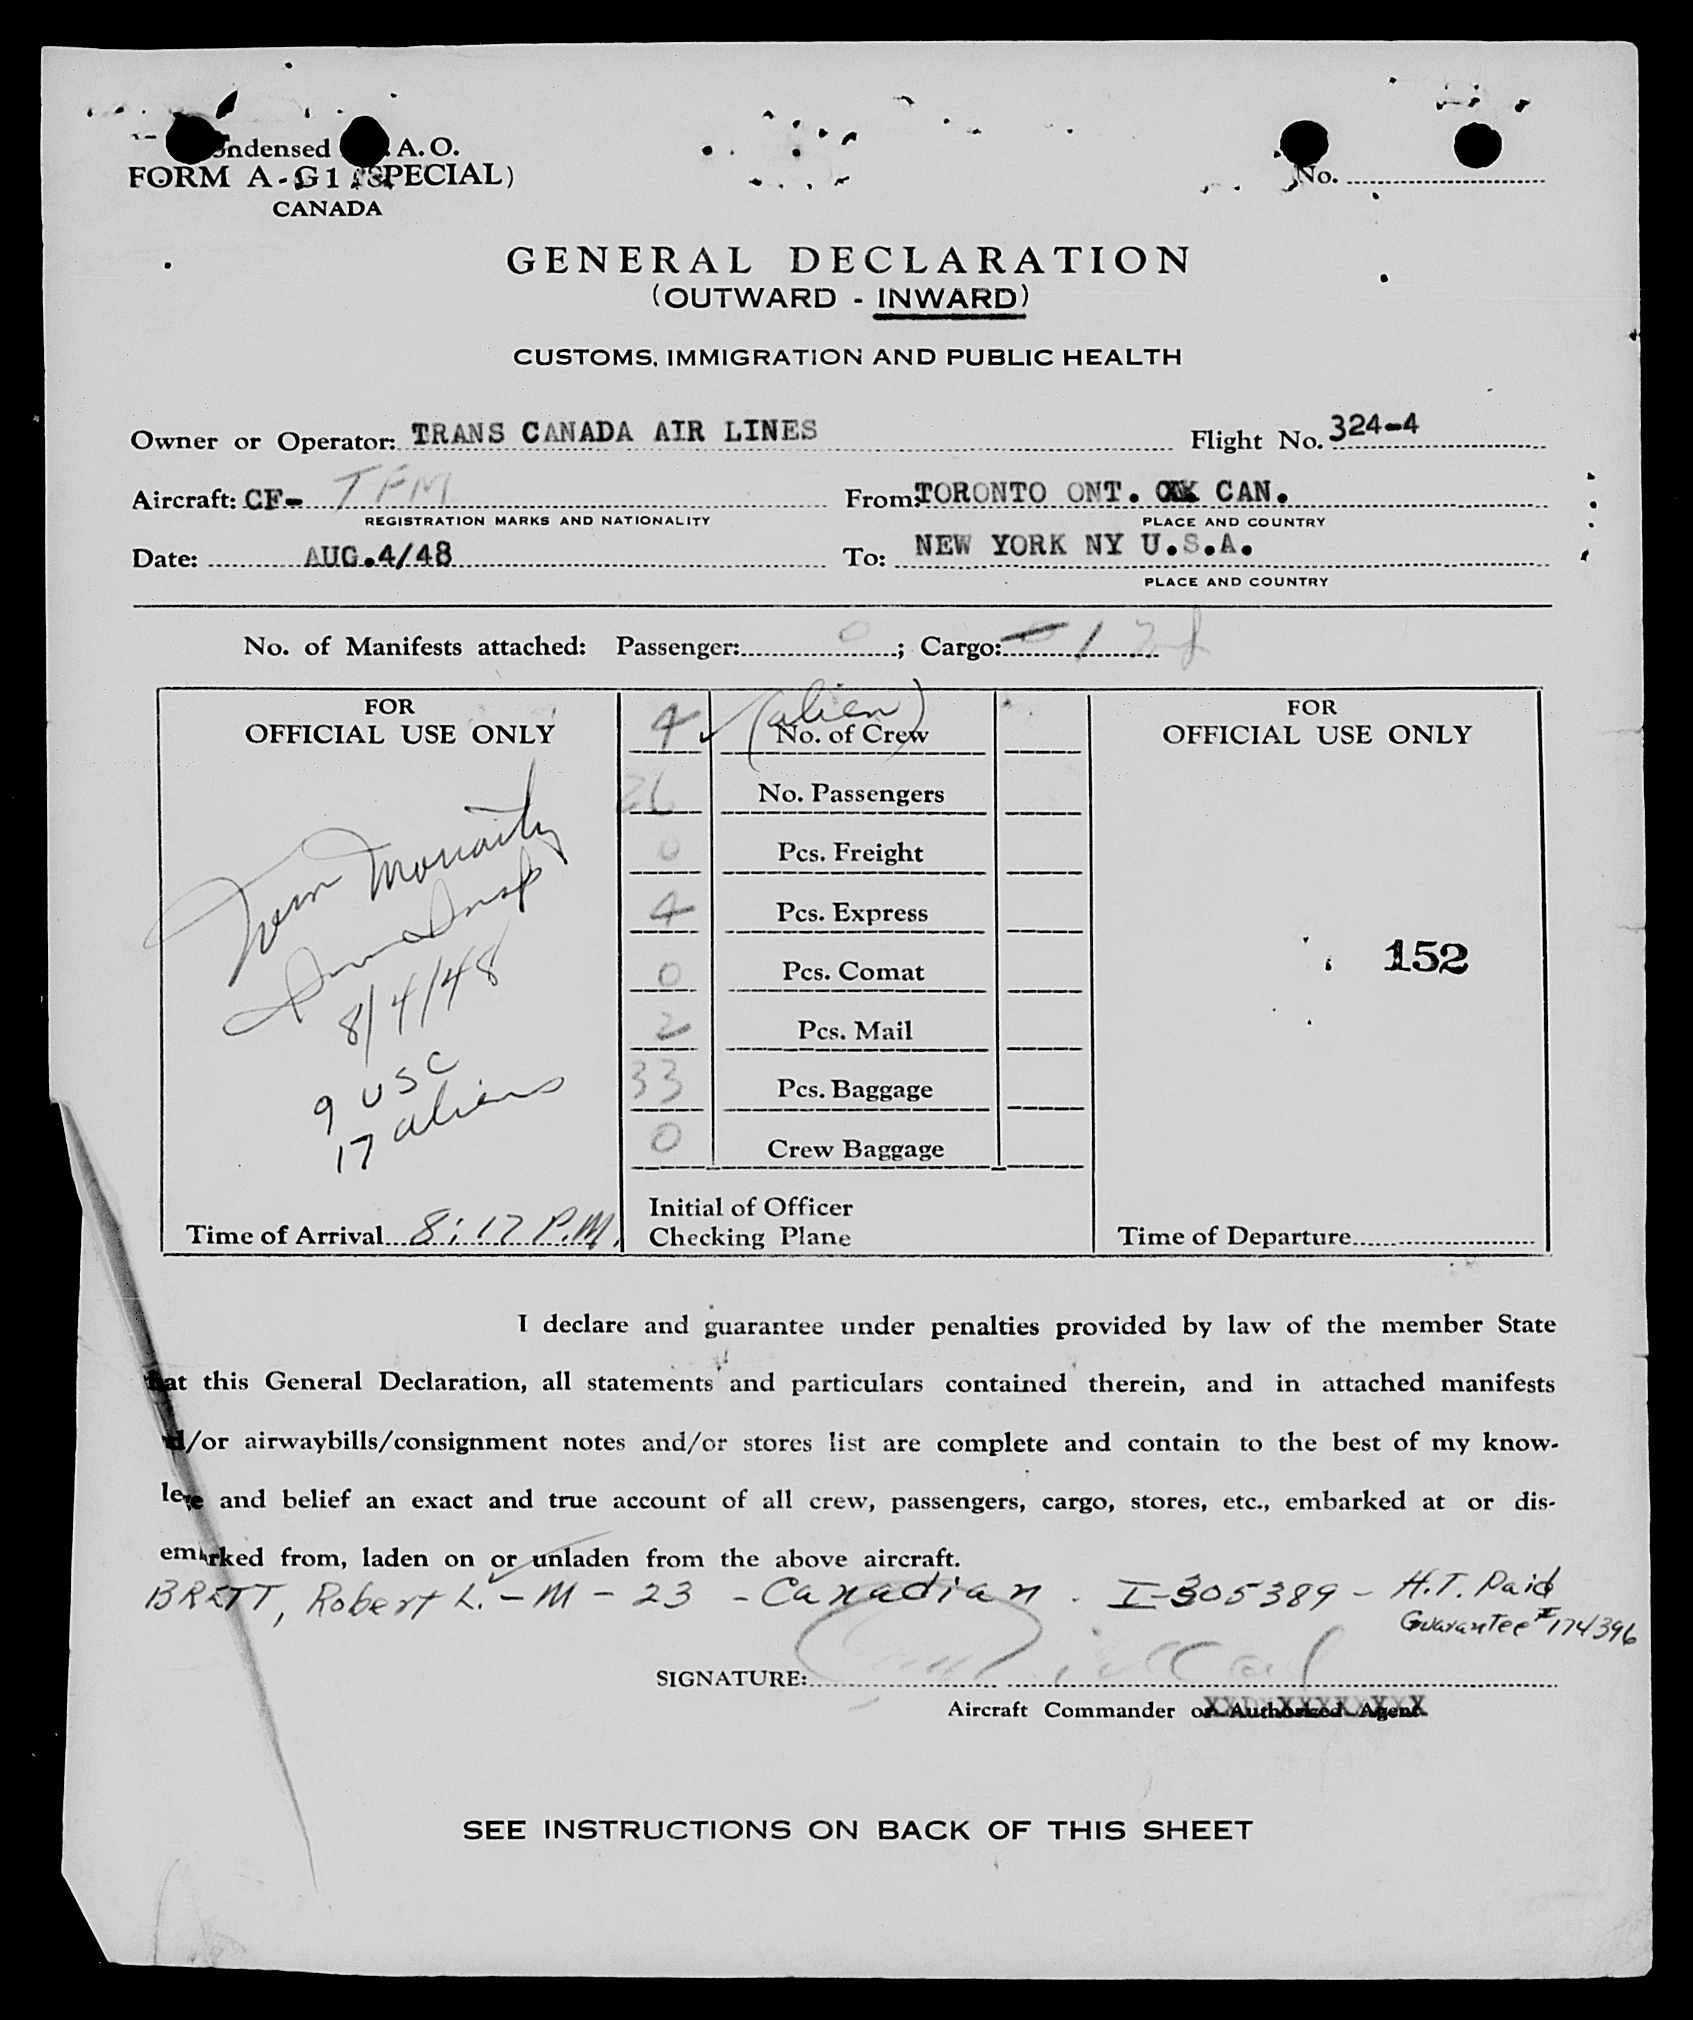 Condensed A. O.
FORM A-G1 (SPECIAL)
CANADA
No.
GENERAL DECLARATION
(OUTWARD - INWARD)
CUSTOMS, IMMIGRATION AND PUBLIC HEALTH
Owner or Operator: TRANS CANADA AIR LINES Flight No. 324-4
Aircraft: CF- TFM From: TORONTO ONT. CAN.
REGISTRATION MARKS AND NATIONALITY PLACE AND COUNTRY
Date: AUG.4/48 To: NEW YORK NY U.S.A.
PLACE AND COUNTRY
No. of Manifests attached: Passenger: 0; Cargo: 1
FOR
OFFICIAL USE ONLY
Moriarity
Imm Insp
8/4/48
9 USC
17 aliens
Time of Arrival 8:17 P.M.
4 (alien) No. of Crew
26 No. Passengers
0 Pcs. Freight
4 Pcs. Express
0 Pcs. Comat
2 Pcs. Mail
33 Pcs. Baggage
0 Crew Baggage
Initial of Officer
Checking Plane
FOR
OFFICIAL USE ONLY
152
Time of Departure
I declare and guarantee under penalties provided by law of the member State
that this General Declaration, all statements and particulars contained therein, and in attached manifests
and/or airwaybills/consignment notes and/or stores list are complete and contain to the best of my know-
ledge and belief an exact and true account of all crew, passengers, cargo, stores, etc., embarked at or dis-
embarked from, laden on or unladen from the above aircraft.
BRETT, Robert L. - M - 23 - Canadian. I-305389 - H.T. Paid
Guarantee # 174396
SIGNATURE:
Aircraft Commander or Authorized Agent
SEE INSTRUCTIONS ON BACK OF THIS SHEET